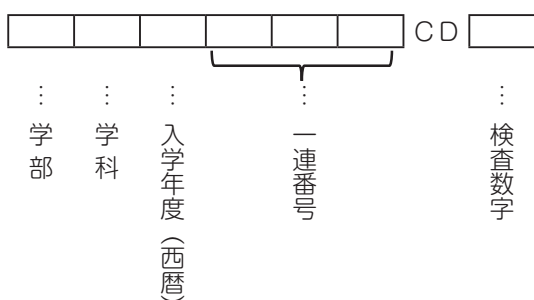 CD
学部
学科
入学年度（西暦）
一連番号
検査数字